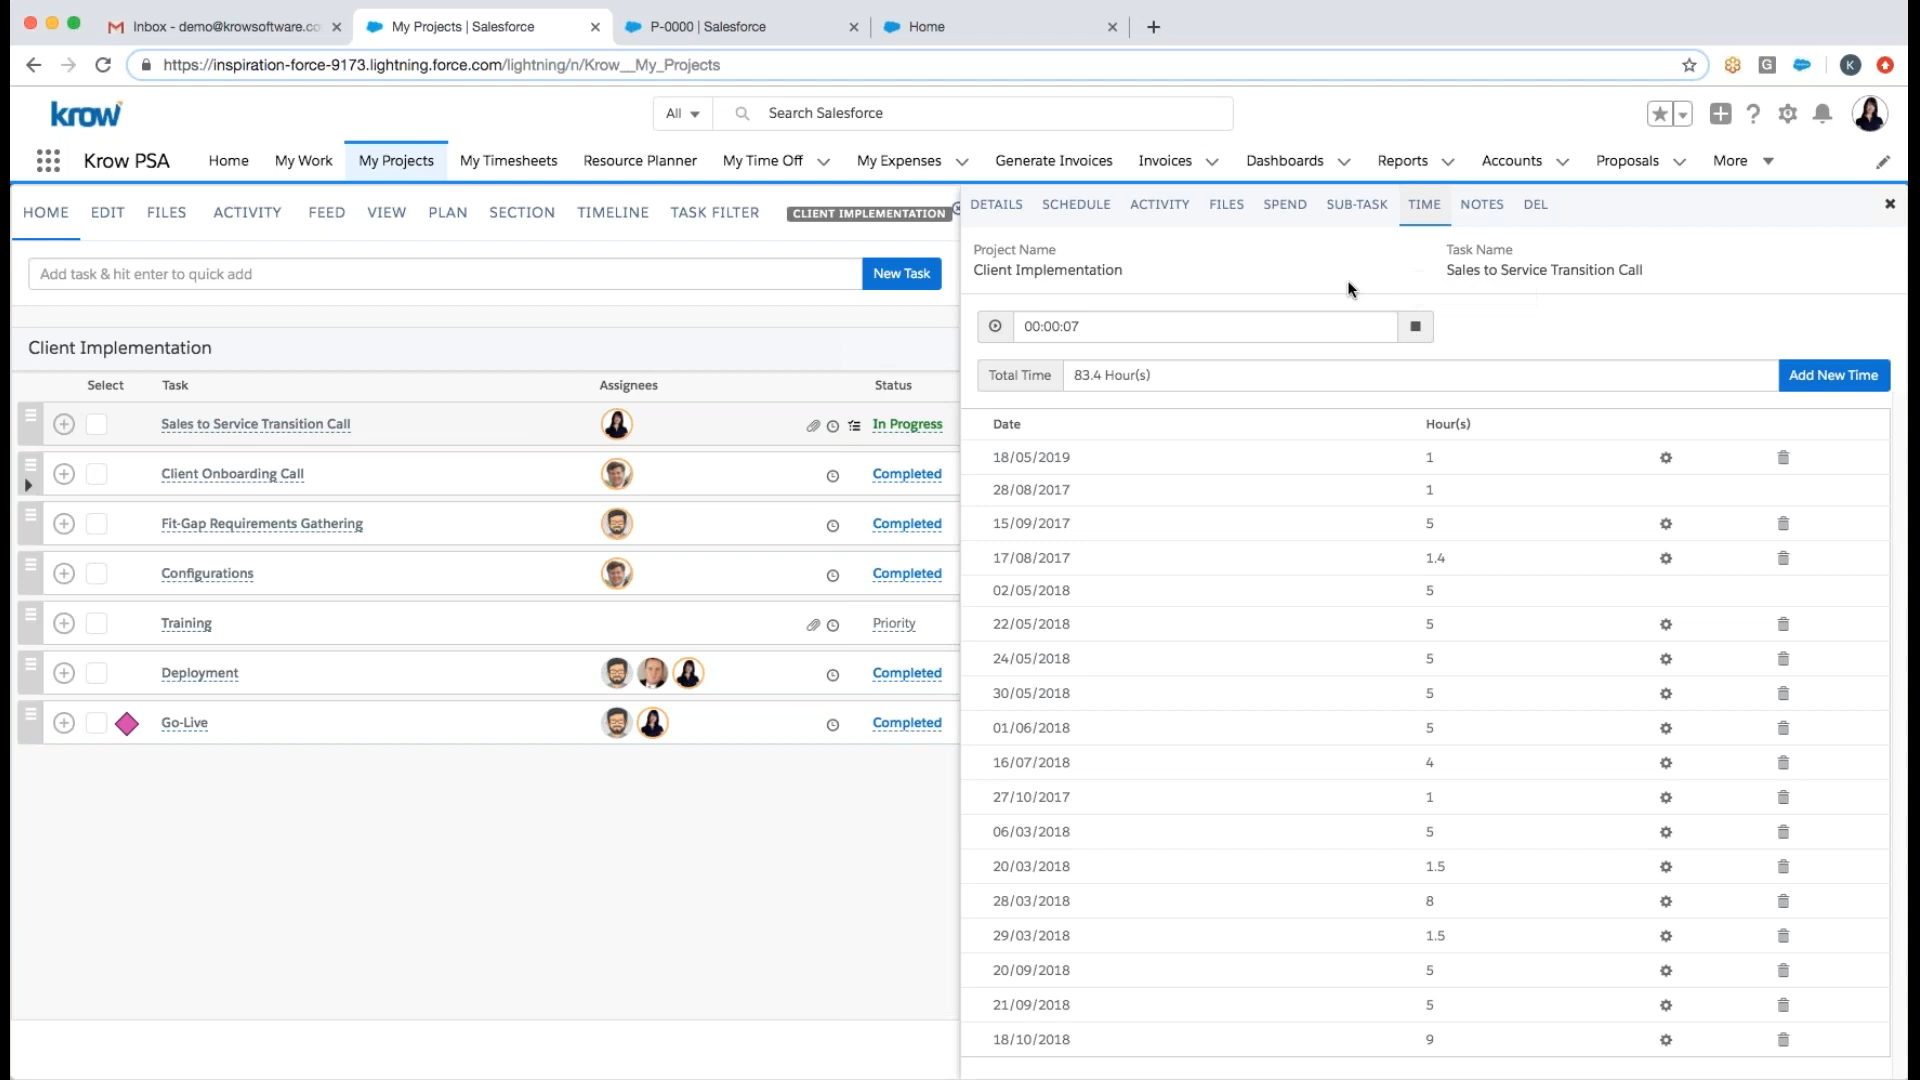 Inbox - demo@krowsoftware.co
My Projects | Salesforce
P-0000 | Salesforce
Home
https://inspiration-force-9173.lightning.force.com/lightning/n/Krow__My_Projects
G
K
krow
All
Search Salesforce
Krow PSA
Home
My Work
My Projects
My Timesheets
Resource Planner
My Time Off
My Expenses
Generate Invoices
Invoices
Dashboards
Reports
Accounts
Proposals
More
HOME
EDIT
FILES
ACTIVITY
FEED
VIEW
PLAN
SECTION
TIMELINE
TASK FILTER
CLIENT IMPLEMENTATION
Add task & hit enter to quick add
New Task
Client Implementation
Select Task Assignees Status
Sales to Service Transition Call In Progress
Client Onboarding Call Completed
Fit-Gap Requirements Gathering Completed
Configurations Completed
Training Priority
Deployment Completed
Go-Live Completed
DETAILS
SCHEDULE
ACTIVITY
FILES
SPEND
SUB-TASK
TIME
NOTES
DEL
Project Name
Client Implementation
Task Name
Sales to Service Transition Call
00:00:07
Total Time 83.4 Hour(s) Add New Time
Date Hour(s)
18/05/2019 1
28/08/2017 1
15/09/2017 5
17/08/2017 1.4
02/05/2018 5
22/05/2018 5
24/05/2018 5
30/05/2018 5
01/06/2018 5
16/07/2018 4
27/10/2017 1
06/03/2018 5
20/03/2018 1.5
28/03/2018 8
29/03/2018 1.5
20/09/2018 5
21/09/2018 5
18/10/2018 9